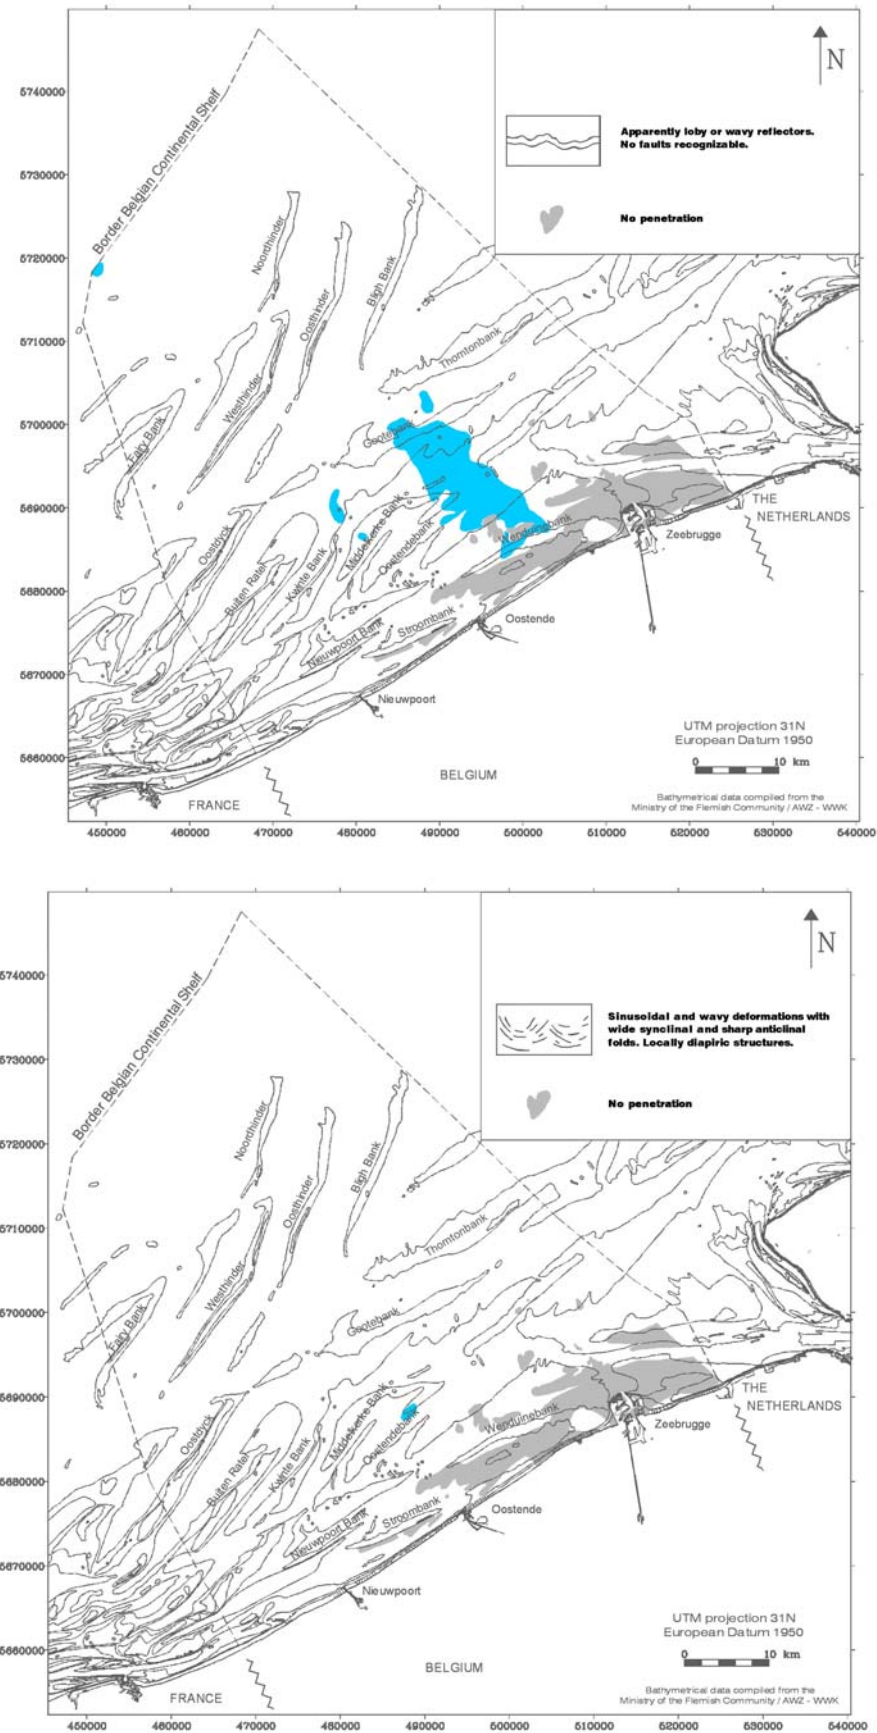 N
Apparently loby or wavy reflectors.
No faults recognizable.
No penetration
Border Belgian Continental Shelf
5740000
5730000
5720000
5710000
5700000
5690000
5680000
5670000
5660000
Noordhinder
Oosthinder
Bligh Bank
Thorntonbank
Westhinder
Fairy Bank
Gootebank
Oostdyck
Buiten Ratel
Kwinte Bank
Middelkerke Bank
Oostendebank
Wenduinebank
Nieuwpoort Bank
Stroombank
THE
NETHERLANDS
Zeebrugge
Oostende
Nieuwpoort
UTM projection 31N
European Datum 1950
0 10 km
BELGIUM
FRANCE
Bathymetrical data compiled from the
Ministry of the Flemish Community / AWZ - WWK
450000 460000 470000 480000 490000 500000 510000 520000 530000 540000
N
Sinusoidal and wavy deformations with
wide synclinal and sharp anticlinal
folds. Locally diapiric structures.
No penetration
Border Belgian Continental Shelf
5740000
5730000
5720000
5710000
5700000
5690000
5680000
5670000
5660000
Noordhinder
Oosthinder
Bligh Bank
Thorntonbank
Westhinder
Fairy Bank
Gootebank
Oostdyck
Buiten Ratel
Kwinte Bank
Middelkerke Bank
Oostendebank
Wenduinebank
Nieuwpoort Bank
Stroombank
THE
NETHERLANDS
Zeebrugge
Oostende
Nieuwpoort
UTM projection 31N
European Datum 1950
0 10 km
BELGIUM
FRANCE
Bathymetrical data compiled from the
Ministry of the Flemish Community / AWZ - WWK
450000 460000 470000 480000 490000 500000 510000 520000 530000 540000